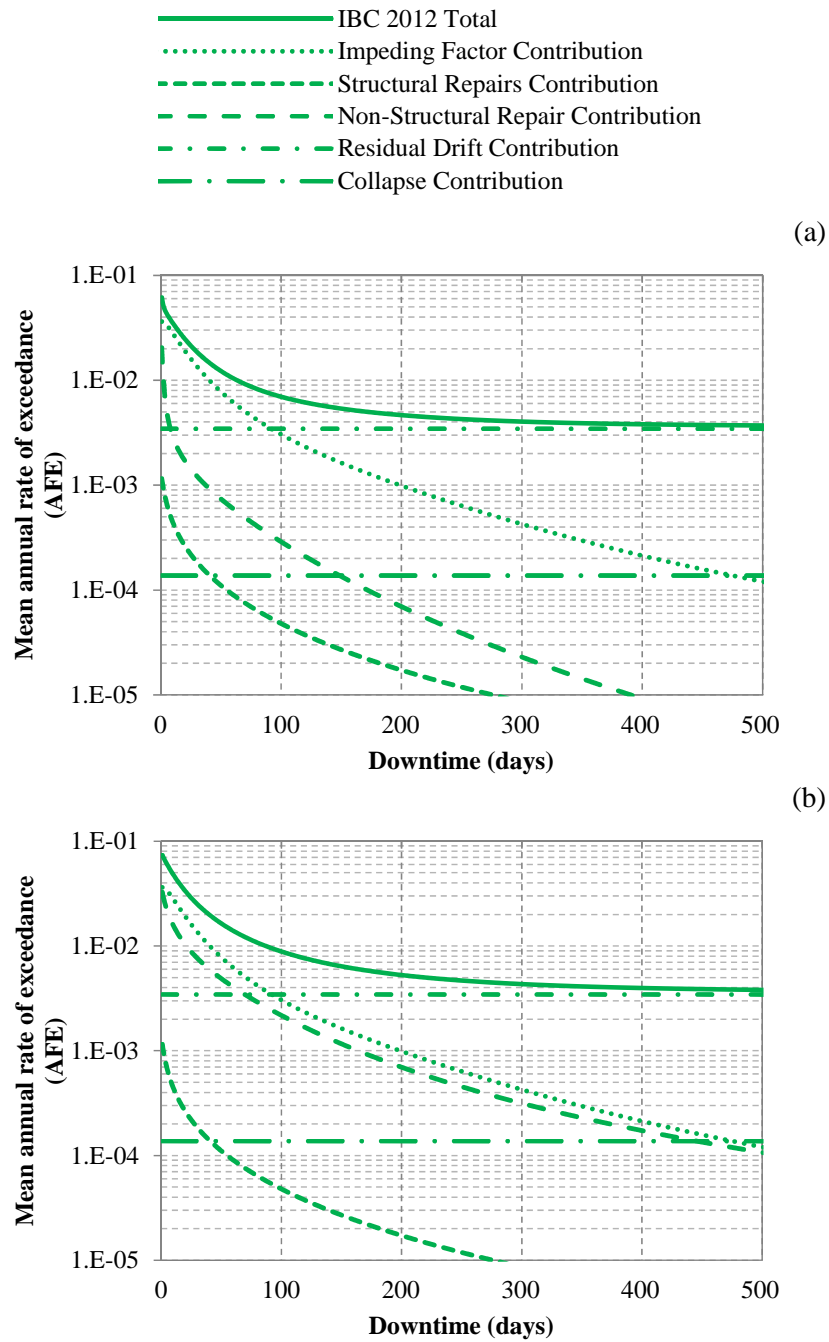 IBC 2012 Total
Impeding Factor Contribution
Structural Repairs Contribution
Non-Structural Repair Contribution
Residual Drift Contribution
Collapse Contribution
(a)
Mean annual rate of exceedance
(AFE)
1.E-01
1.E-02
1.E-03
1.E-04
1.E-05
0 100 200 300 400 500
Downtime (days)
(b)
Mean annual rate of exceedance
(AFE)
1.E-01
1.E-02
1.E-03
1.E-04
1.E-05
0 100 200 300 400 500
Downtime (days)